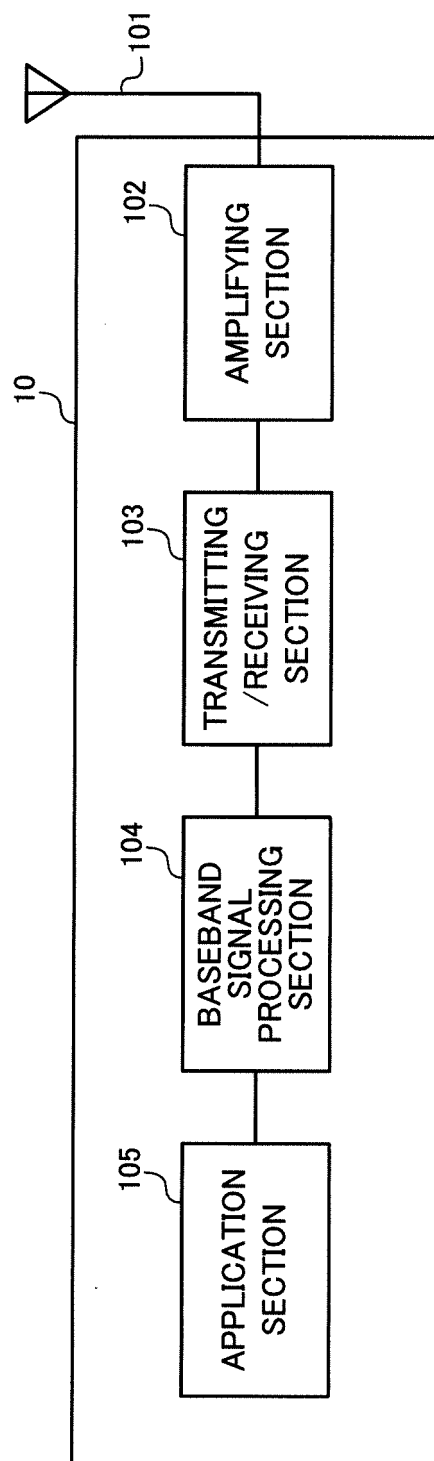 10
105
APPLICATION
SECTION
104
BASEBAND
SIGNAL
PROCESSING
SECTION
103
TRANSMITTING
/RECEIVING
SECTION
102
AMPLIFYING
SECTION
101